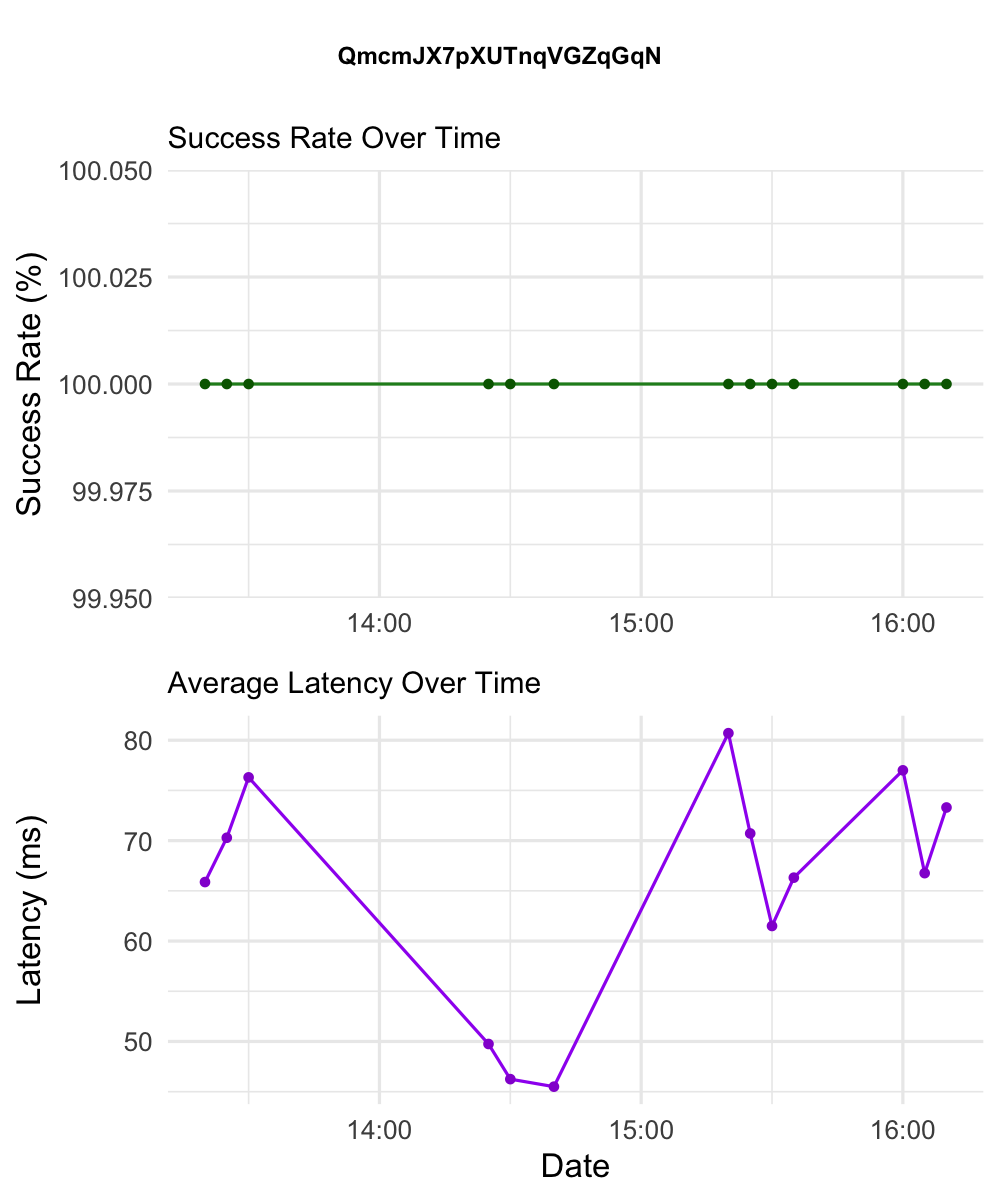 QmcmJX7pXUTnqVGZqGqN
Success Rate Over Time
100.050
100.025
100.000
99.975
99.950
Success Rate (%)
14:00 15:00 16:00
Average Latency Over Time
80
70
60
50
Latency (ms)
14:00 15:00 16:00
Date